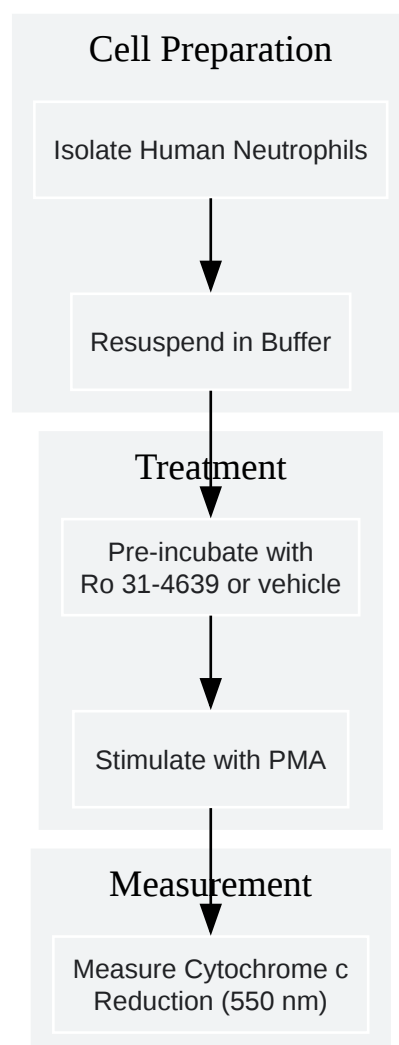 Cell Preparation
Isolate Human Neutrophils
Resuspend in Buffer
Treatment
Pre-incubate with
Ro 31-4639 or vehicle
Stimulate with PMA
Measurement
Measure Cytochrome c
Reduction (550 nm)